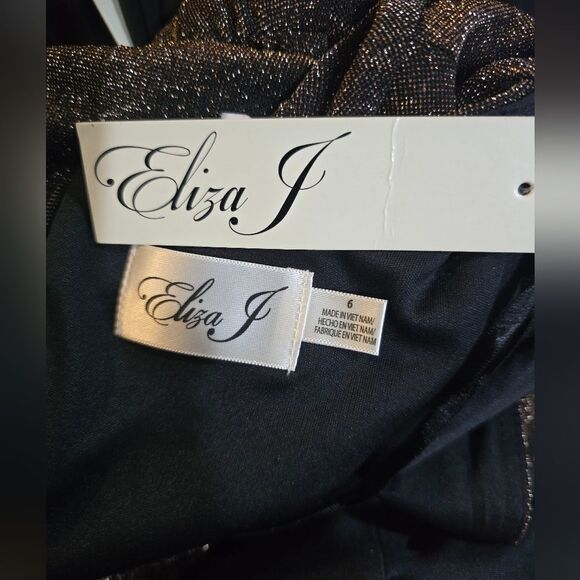 Eliza J
Eliza J
6
MADE IN VIET NAM/
HECHO EN VIET NAM/
FABRIQUE EN VIET NAM